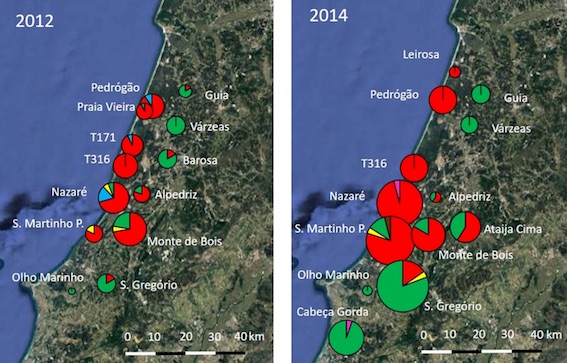 2012
Pedrógão
Praia Vieira
Guia
Várzeas
T171
T316
Barosa
Nazaré
Alpedriz
S. Martinho P.
Monte de Bois
Olho Marinho
S. Gregório
0 10 20 30 40 km
2014
Leirosa
Pedrógão
Guia
Várzeas
T316
Nazaré
Alpedriz
S. Martinho P.
Ataija Cima
Monte de Bois
Olho Marinho
S. Gregório
Cabeça Gorda
0 10 20 30 40 km